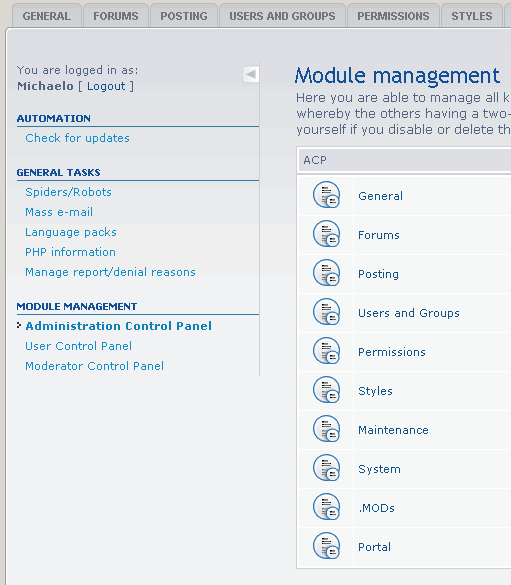 GENERAL FORUMS POSTING USERS AND GROUPS PERMISSIONS STYLES
You are logged in as:
Michaelo [ Logout ]
AUTOMATION
Check for updates
GENERAL TASKS
Spiders/Robots
Mass e-mail
Language packs
PHP information
Manage report/denial reasons
MODULE MANAGEMENT
Administration Control Panel
User Control Panel
Moderator Control Panel
Module management
Here you are able to manage all k
whereby the others having a two-
yourself if you disable or delete th
ACP
General
Forums
Posting
Users and Groups
Permissions
Styles
Maintenance
System
.MODs
Portal